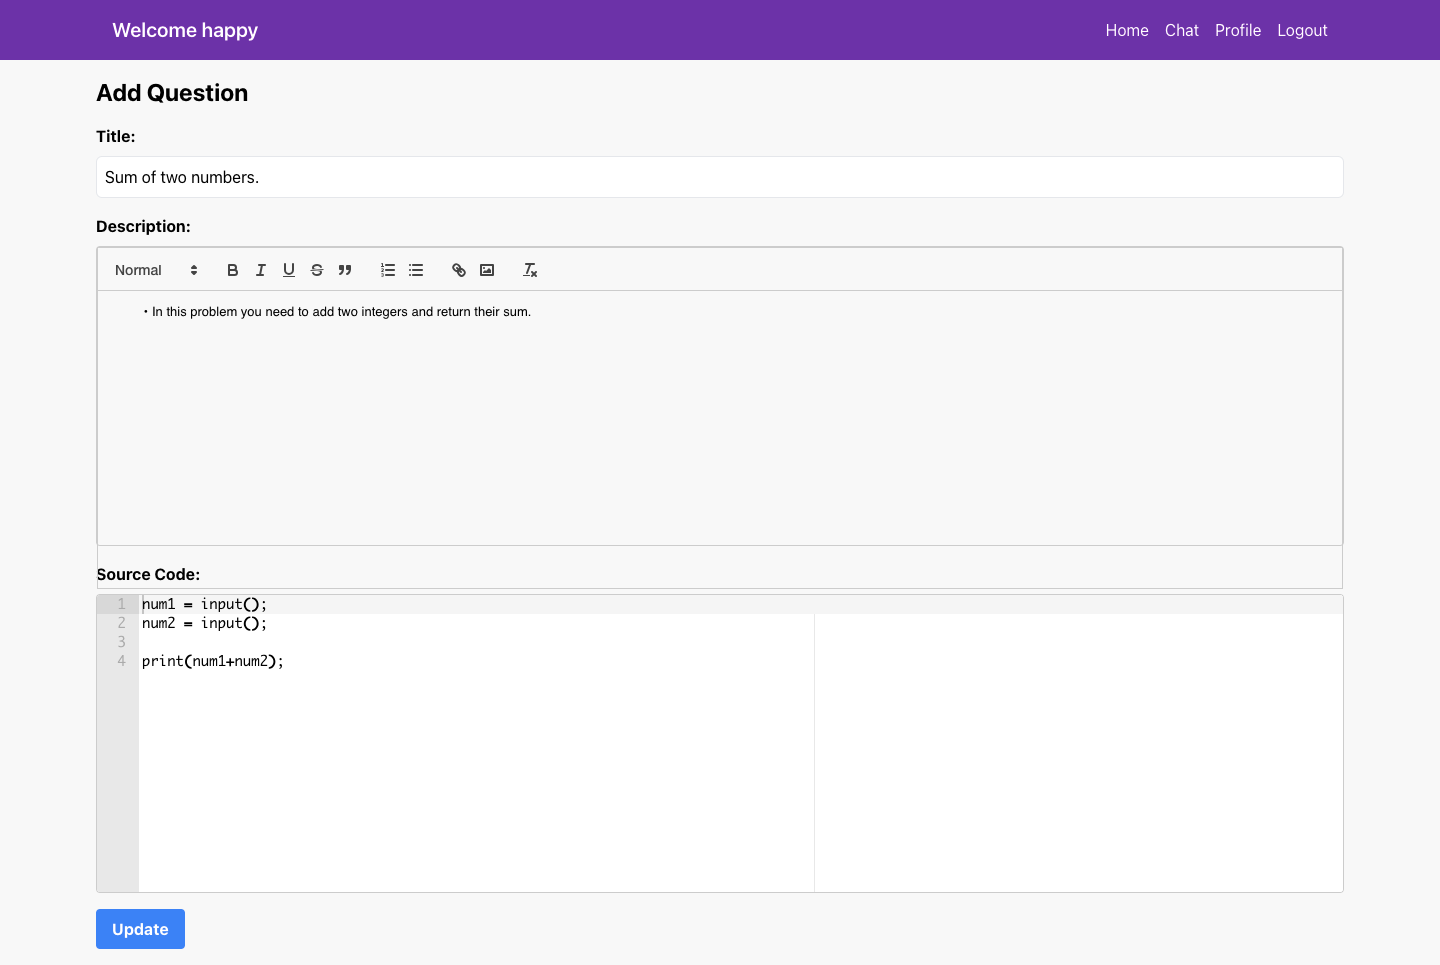 Welcome happy
Home Chat Profile Logout
Add Question
Title:
Sum of two numbers.
Description:
Normal
• In this problem you need to add two integers and return their sum.
Source Code:
1 num1 = input();
2 num2 = input();
3
4 print(num1+num2);
Update